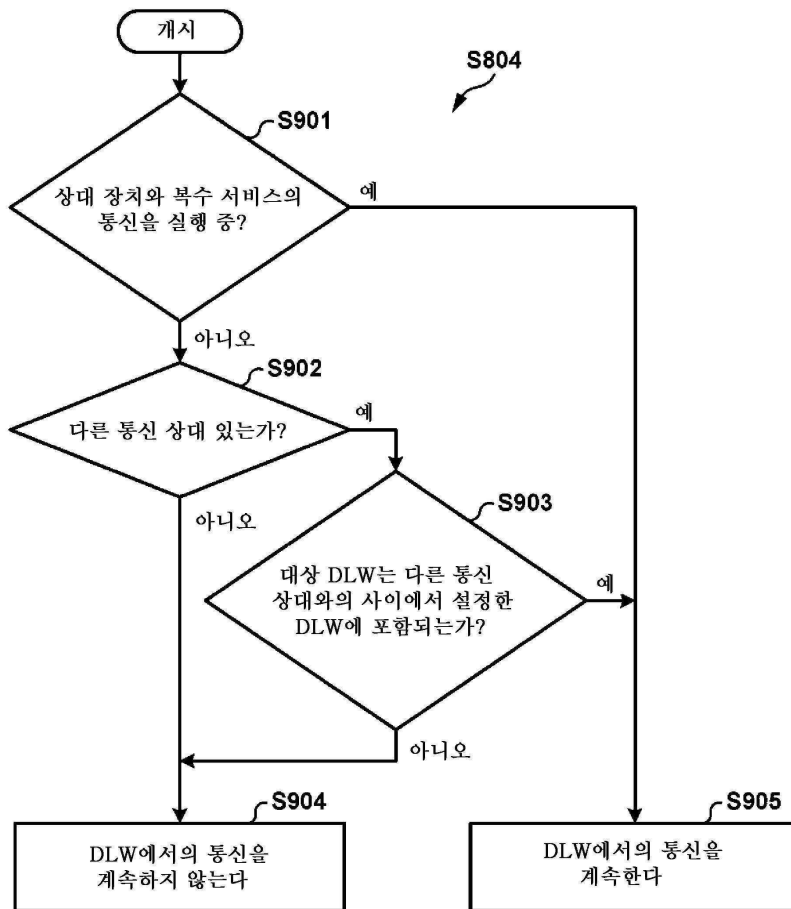 개시
S804
S901
상대 장치와 복수 서비스의
통신을 실행 중?
예
아니오
S902
다른 통신 상대 있는가?
예
아니오
S903
대상 DLW는 다른 통신
상대와의 사이에서 설정한
DLW에 포함되는가?
예
아니오
S904
DLW에서의 통신을
계속하지 않는다
S905
DLW에서의 통신을
계속한다